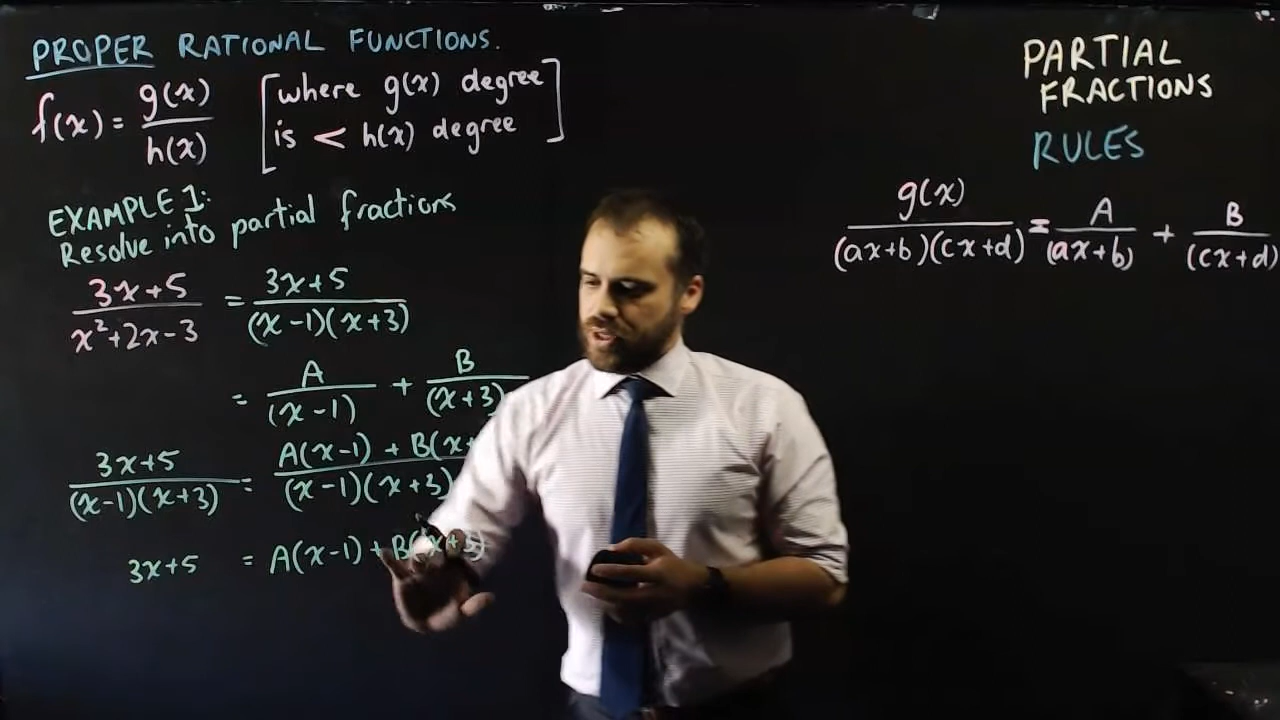 PROPER RATIONAL FUNCTIONS.
f(x) = g(x)/h(x) [where g(x) degree
is < h(x) degree]
EXAMPLE 1:
Resolve into partial fractions
3x+5/x²+2x-3 = 3x+5/(x-1)(x+3)
= A/(x-1) + B/(x+3)
3x+5/(x-1)(x+3) = A(x-1) + B(x+/(x-1)(x+3)
3x+5 = A(x-1) + B(x+3)
PARTIAL
FRACTIONS
RULES
g(x)/(ax+b)(cx+d) = A/(ax+b) + B/(cx+d)